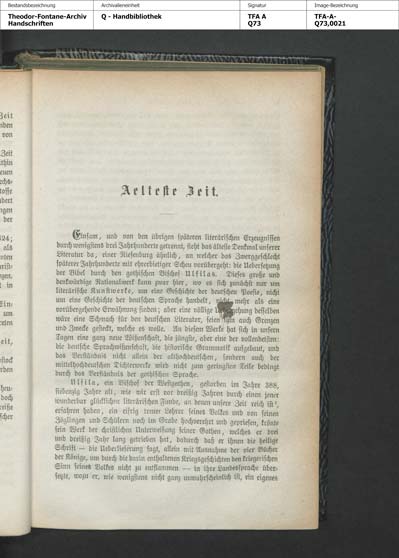 Bestandsbezeichnung
Theodor-Fontane-Archiv
Handschriften
Archivalieneinheit
Q - Handbibliothek
Signatur
TFA A
Q73
Image-Bezeichnung
TFA-A-
Q73,0021
Aelteste Zeit.
Einsam, und von den übrigen späteren literärischen Erzeugnissen
durch wenigstens drei Jahrhunderte getrennt, steht das älteste Denkmal unserer
Literatur da, einer Riesenburg ähnlich, an welcher das Zwerggeschlecht
späterer Jahrhunderte mit ehrerbietiger Scheu vorübergeht: die Uebersetzung
der Bibel durch den gothischen Bischof Ulfilas. Dieses große und
denkwürdige Nationalwerk kann zwar hier, wo es sich zunächst nur um
literärische Kunstwerke, um eine Geschichte der deutschen Poesie, nicht
um eine Geschichte der deutschen Sprache handelt, nicht mehr als eine
vorübergehende Erwähnung finden; aber eine völlige desselben
wäre eine Schmach für den deutschen Literator, seien ihm auch Grenzen
und Zwecke gesteckt, welche es wolle. An diesem Werke hat sich in unsern
Tagen eine ganz neue Wißenschaft, die jüngste, aber eine der vollendetsten:
die deutsche Sprachwißenschaft, die historische Grammatik aufgebaut, und
das Verständnis nicht allein der althochdeutschen, sondern auch der
mittelhochdeutschen Dichterwerke wird nicht zum geringsten Teile bedingt
durch das Verständnis der gothischen Sprache.
Ulfila, ein Bischof der Westgothen, gestorben im Jahre 388,
siebenzig Jahre alt, wie wir erst vor dreißig Jahren durch einen jener
wunderbar glücklichen literärischen Funde, an denen unsere Zeit reich ist,
erfahren haben, ein eifrig treuer Lehrer seines Volkes und von seinen
Zöglingen und Schülern noch im Grabe hochverehrt und gepriesen, krönte
sein Werk der christlichen Unterweisung seiner Gothen, welches er drei
und dreißig Jahr lang getrieben hat, dadurch daß er ihnen die heilige
Schrift — die Ueberlieferung sagt, allein mit Ausnahme der vier Bücher
der Könige, um durch die darin enthaltenen Kriegsgeschichten den kriegerischen
Sinn seines Volkes nicht zu entflammen — in ihre Landessprache über-
setzte, wozu er, wie wenigstens nicht ganz unwahrscheinlich ist, ein eigenes